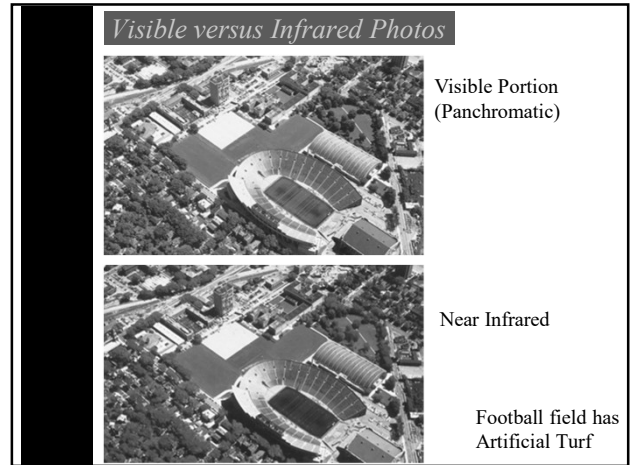 Visible versus Infrared Photos
Visible Portion
(Panchromatic)
Near Infrared
Football field has
Artificial Turf